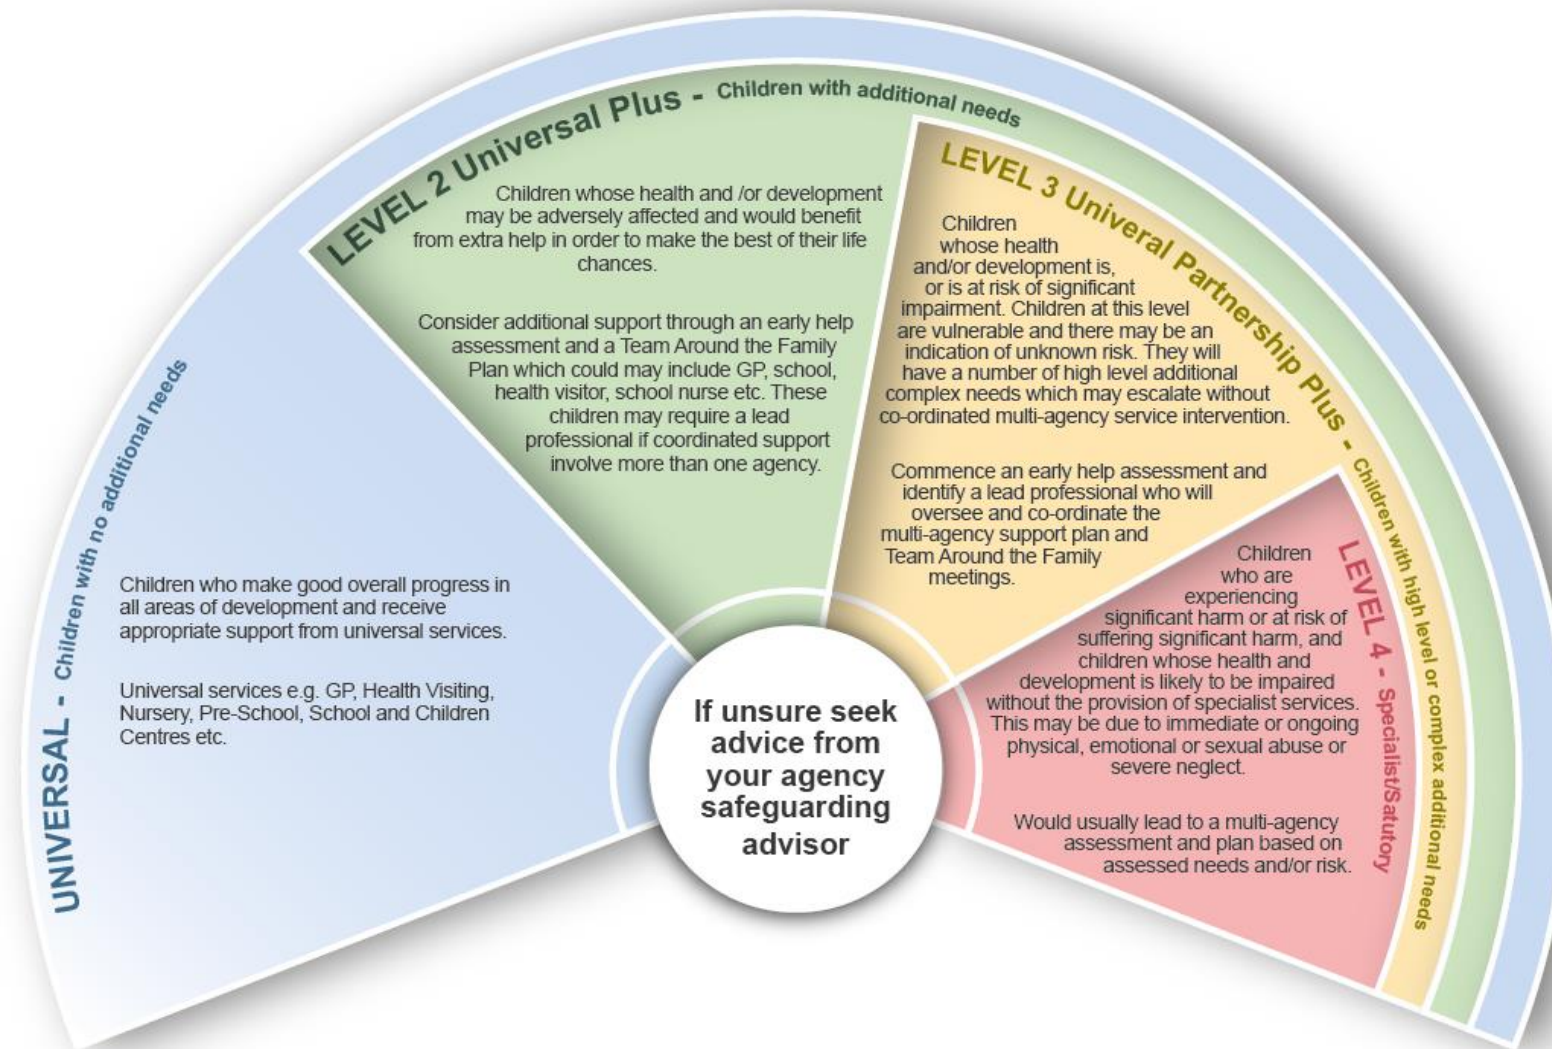 UNIVERSAL - Children with no additional needs
Children who make good overall progress in
all areas of development and receive
appropriate support from universal services.
Universal services e.g. GP, Health Visiting,
Nursery, Pre-School, School and Children
Centres etc.
LEVEL 2 Universal Plus - Children with additional needs
Children whose health and /or development
may be adversely affected and would benefit
from extra help in order to make the best of their life
chances.
Consider additional support through an early help
assessment and a Team Around the Family
Plan which could may include GP, school,
health visitor, school nurse etc. These
children may require a lead
professional if coordinated support
involve more than one agency.
LEVEL 3 Univeral Partnership Plus - Children with high level or complex additional needs
Children
whose health
and/or development is,
or is at risk of significant
impairment. Children at this level
are vulnerable and there may be an
indication of unknown risk. They will
have a number of high level additional
complex needs which may escalate without
co-ordinated multi-agency service intervention.
Commence an early help assessment and
identify a lead professional who will
oversee and co-ordinate the
multi-agency support plan and
Team Around the Family
meetings.
LEVEL 4 - Specialist/Satutory
Children
who are
experiencing
significant harm or at risk of
suffering significant harm, and
children whose health and
development is likely to be impaired
without the provision of specialist services.
This may be due to immediate or ongoing
physical, emotional or sexual abuse or
severe neglect.
Would usually lead to a multi-agency
assessment and plan based on
assessed needs and/or risk.
If unsure seek
advice from
your agency
safeguarding
advisor